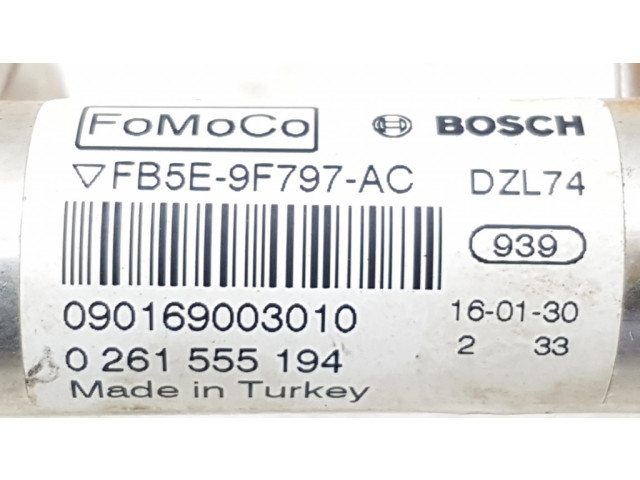 FoMoCo BOSCH
▽FB5E-9F797-AC DZL74
939
090169003010 16-01-30
0 261 555 194 2 33
Made in Turkey